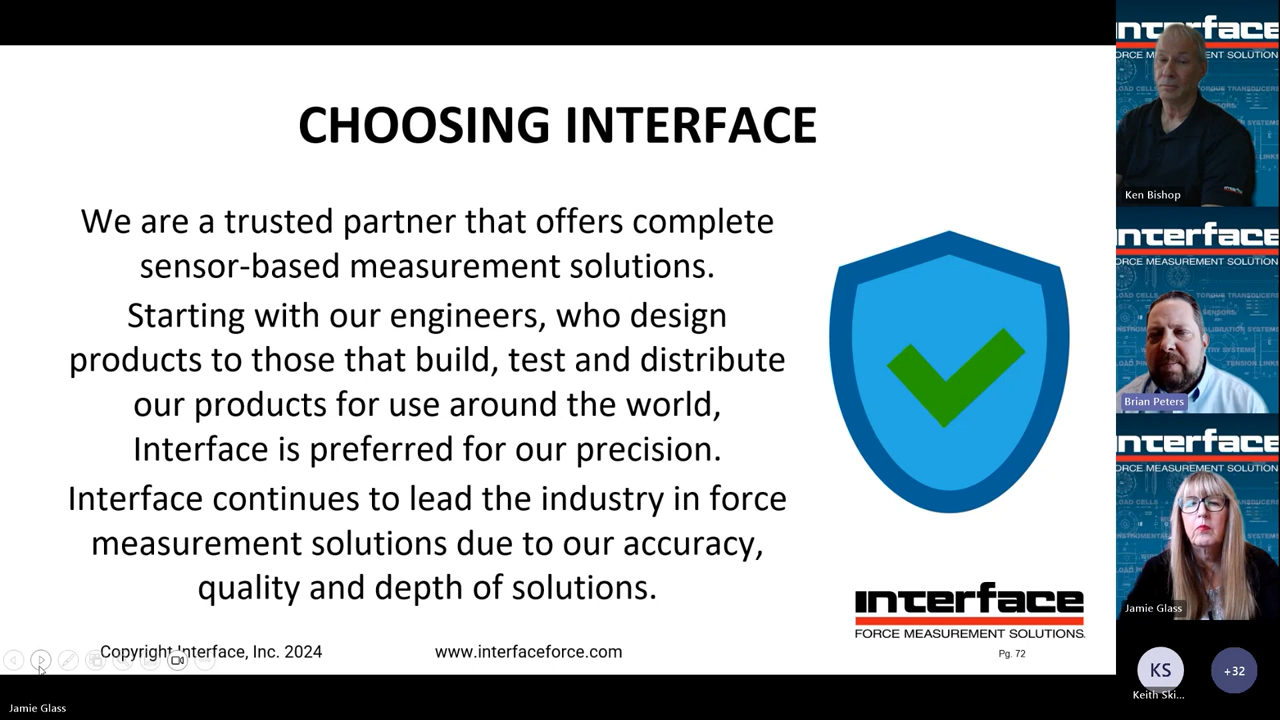 CHOOSING INTERFACE
We are a trusted partner that offers complete
sensor-based measurement solutions.
Starting with our engineers, who design
products to those that build, test and distribute
our products for use around the world,
Interface is preferred for our precision.
Interface continues to lead the industry in force
measurement solutions due to our accuracy,
quality and depth of solutions.
interface
FORCE MEASUREMENT SOLUTIONS.
Copyright Interface, Inc. 2024
www.interfaceforce.com
Pg. 72
Jamie Glass
Ken Bishop
Brian Peters
Jamie Glass
KS
Keith Ski...
+32